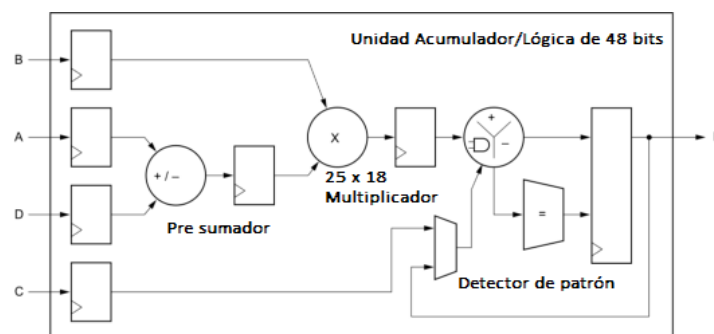 Unidad Acumulador/Lógica de 48 bits
B
A
+
X
-
+ / -
25 x 18
Multiplicador
D
Pre sumador
=
Detector de patrón
C